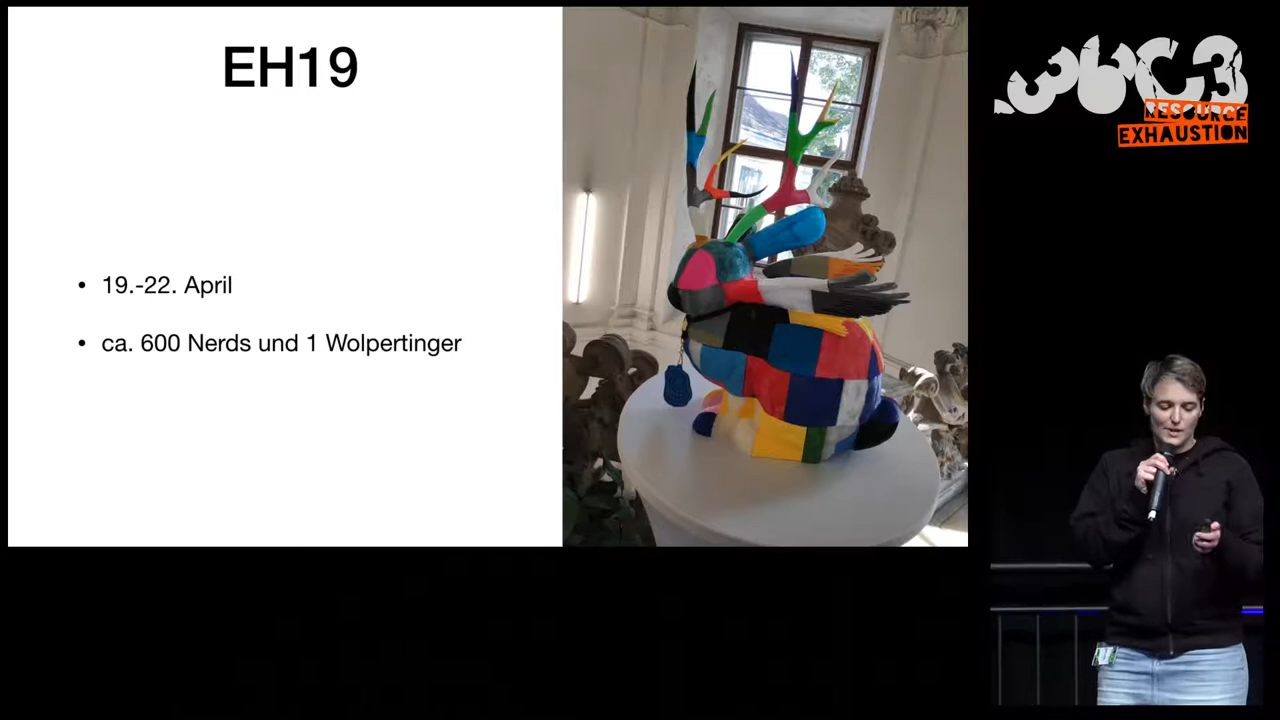 EH19
• 19.-22. April
• ca. 600 Nerds und 1 Wolpertinger
36C3
RESOURCE
EXHAUSTION